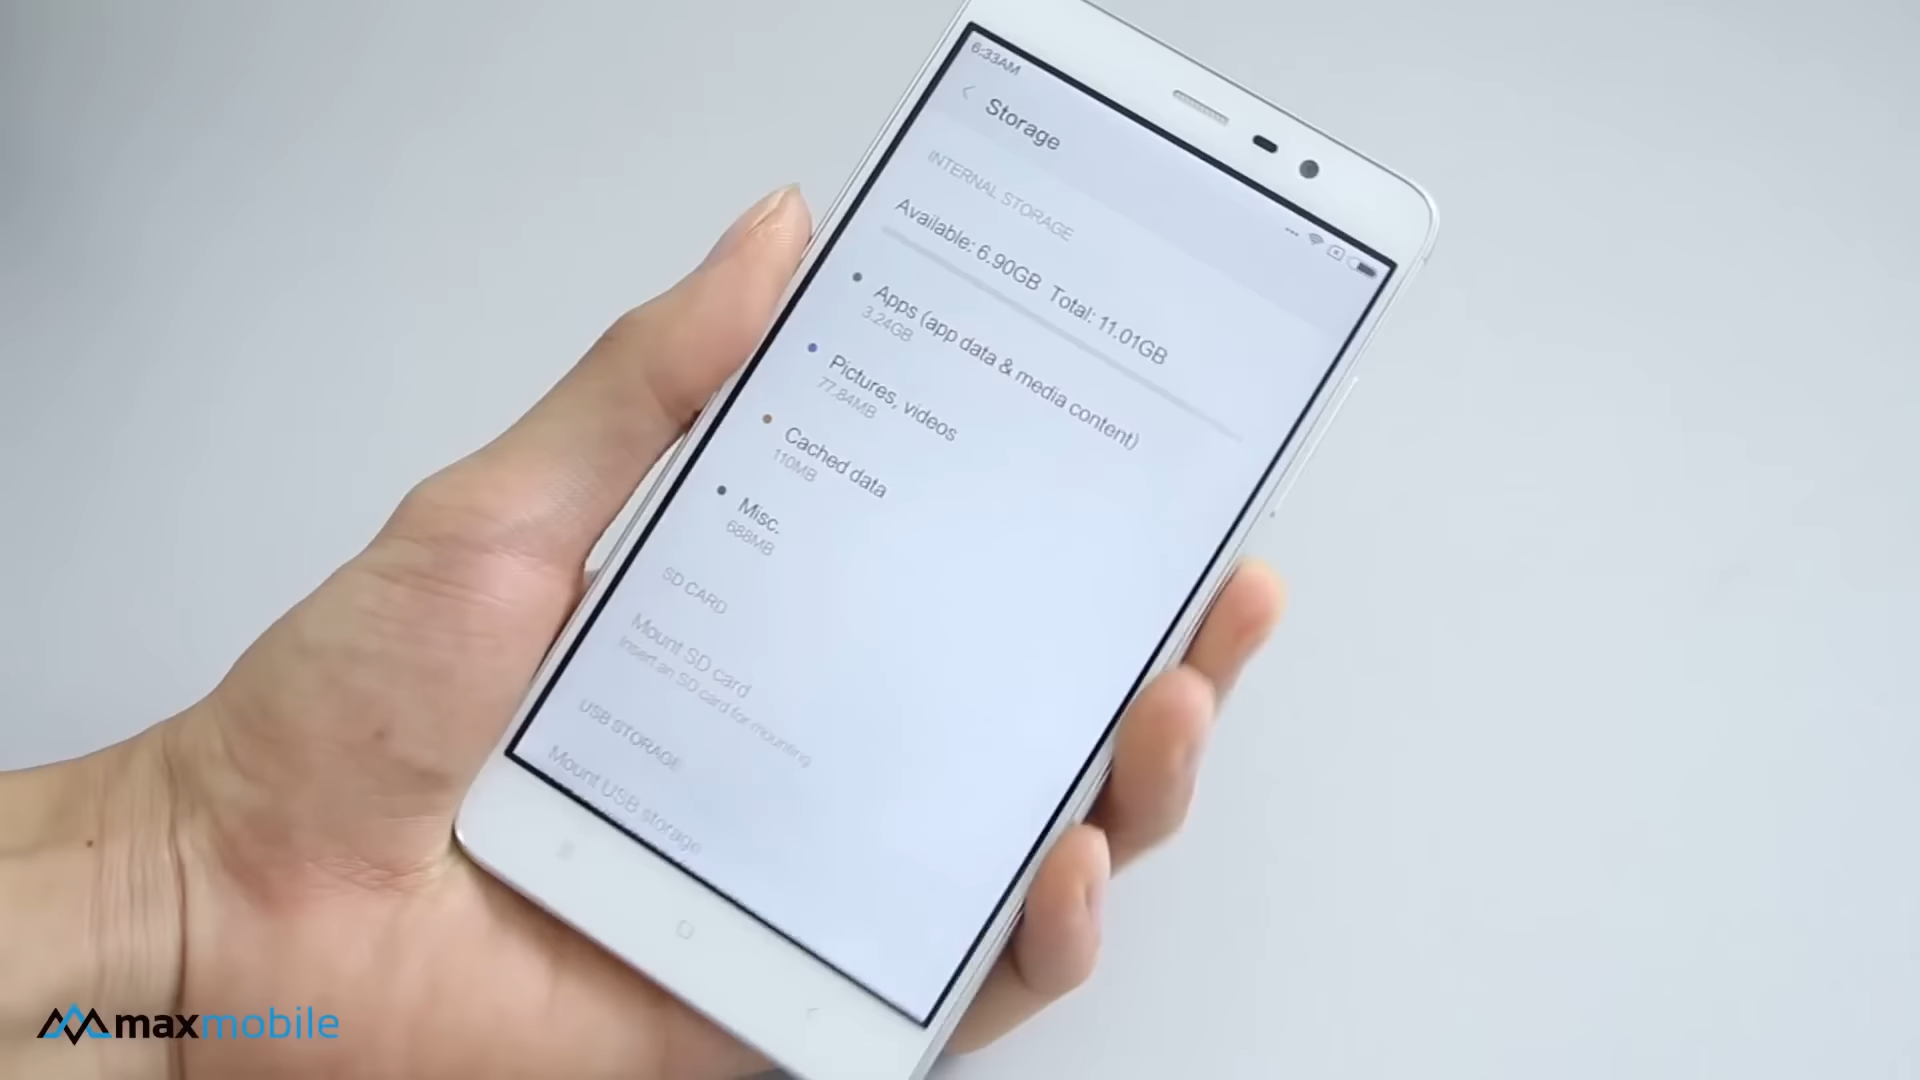 6:33AM
Storage
INTERNAL STORAGE
Available: 6.90GB Total: 11.01GB
Apps (app data & media content)
3.24GB
Pictures, videos
77.84MB
Cached data
110MB
Misc.
688MB
SD CARD
Mount SD card
Insert an SD card for mounting
USB STORAGE
Mount USB storage
maxmobile